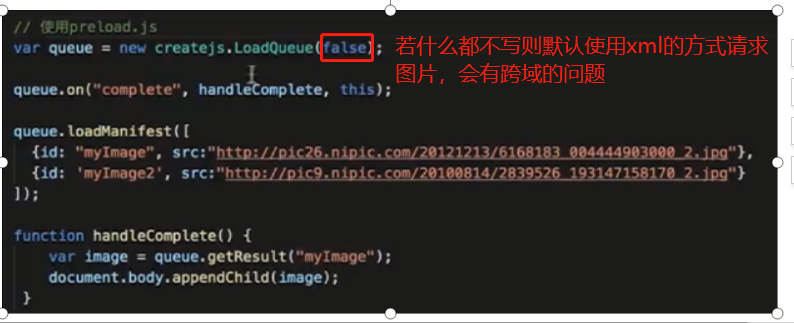 // 使用preload.js
var queue = new createjs.LoadQueue(false);
若什么都不写则默认使用xml的方式请求
图片，会有跨域的问题
queue.on("complete", handleComplete, this);
queue.loadManifest([
{id: "myImage", src:"http://pic26.nipic.com/20121213/6168183_004444903000_2.jpg"},
{id: 'myImage2', src:"http://pic9.nipic.com/20100814/2839526_193147158170_2.jpg"}
]);
function handleComplete() {
var image = queue.getResult("myImage");
document.body.appendChild(image);
}